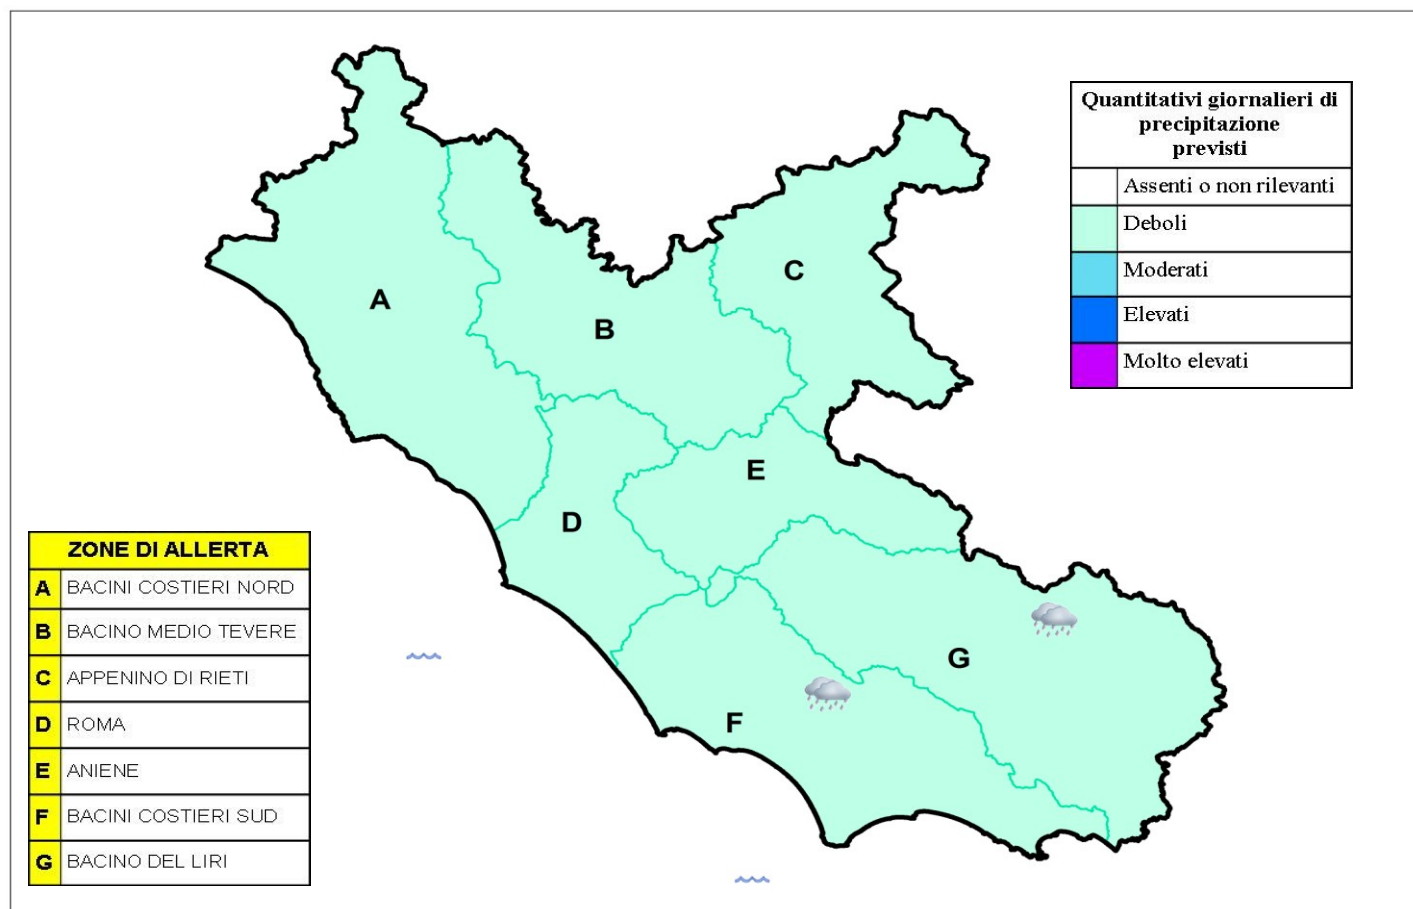 Quantitativi giornalieri di
precipitazione
previsti
Assenti o non rilevanti
Deboli
Moderati
Elevati
Molto elevati
A
B
C
D
E
F
G
ZONE DI ALLERTA
A BACINI COSTIERI NORD
B BACINO MEDIO TEVERE
C APPENINO DI RIETI
D ROMA
E ANIENE
F BACINI COSTIERI SUD
G BACINO DEL LIRI